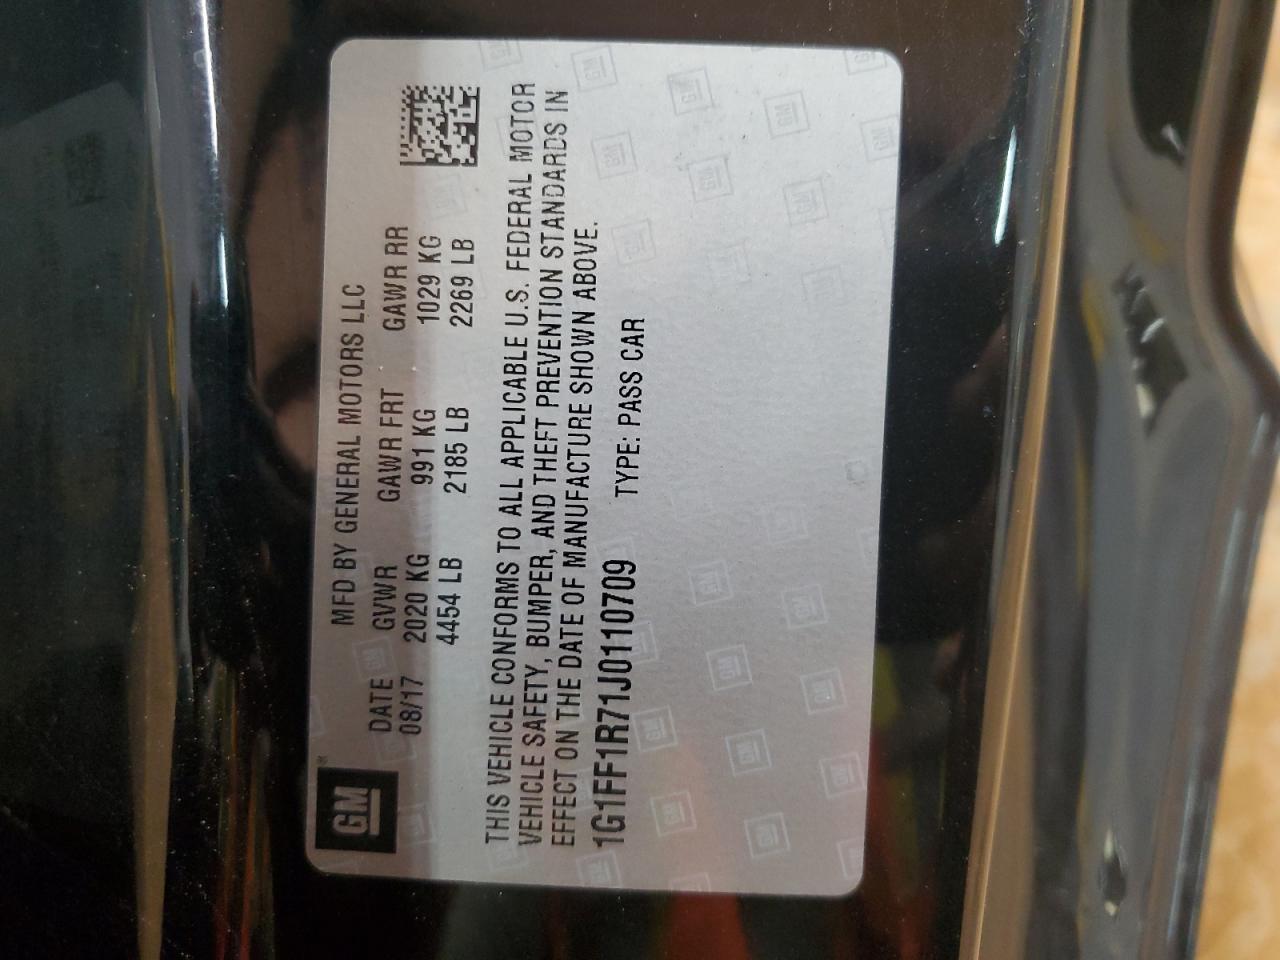 GM®
MFD BY GENERAL MOTORS LLC
DATE GVWR GAWR FRT GAWR RR
08/17 2020 KG 991 KG 1029 KG
4454 LB 2185 LB 2269 LB
THIS VEHICLE CONFORMS TO ALL APPLICABLE U.S. FEDERAL MOTOR
VEHICLE SAFETY, BUMPER, AND THEFT PREVENTION STANDARDS IN
EFFECT ON THE DATE OF MANUFACTURE SHOWN ABOVE.
1G1FF1R71J0110709 TYPE: PASS CAR